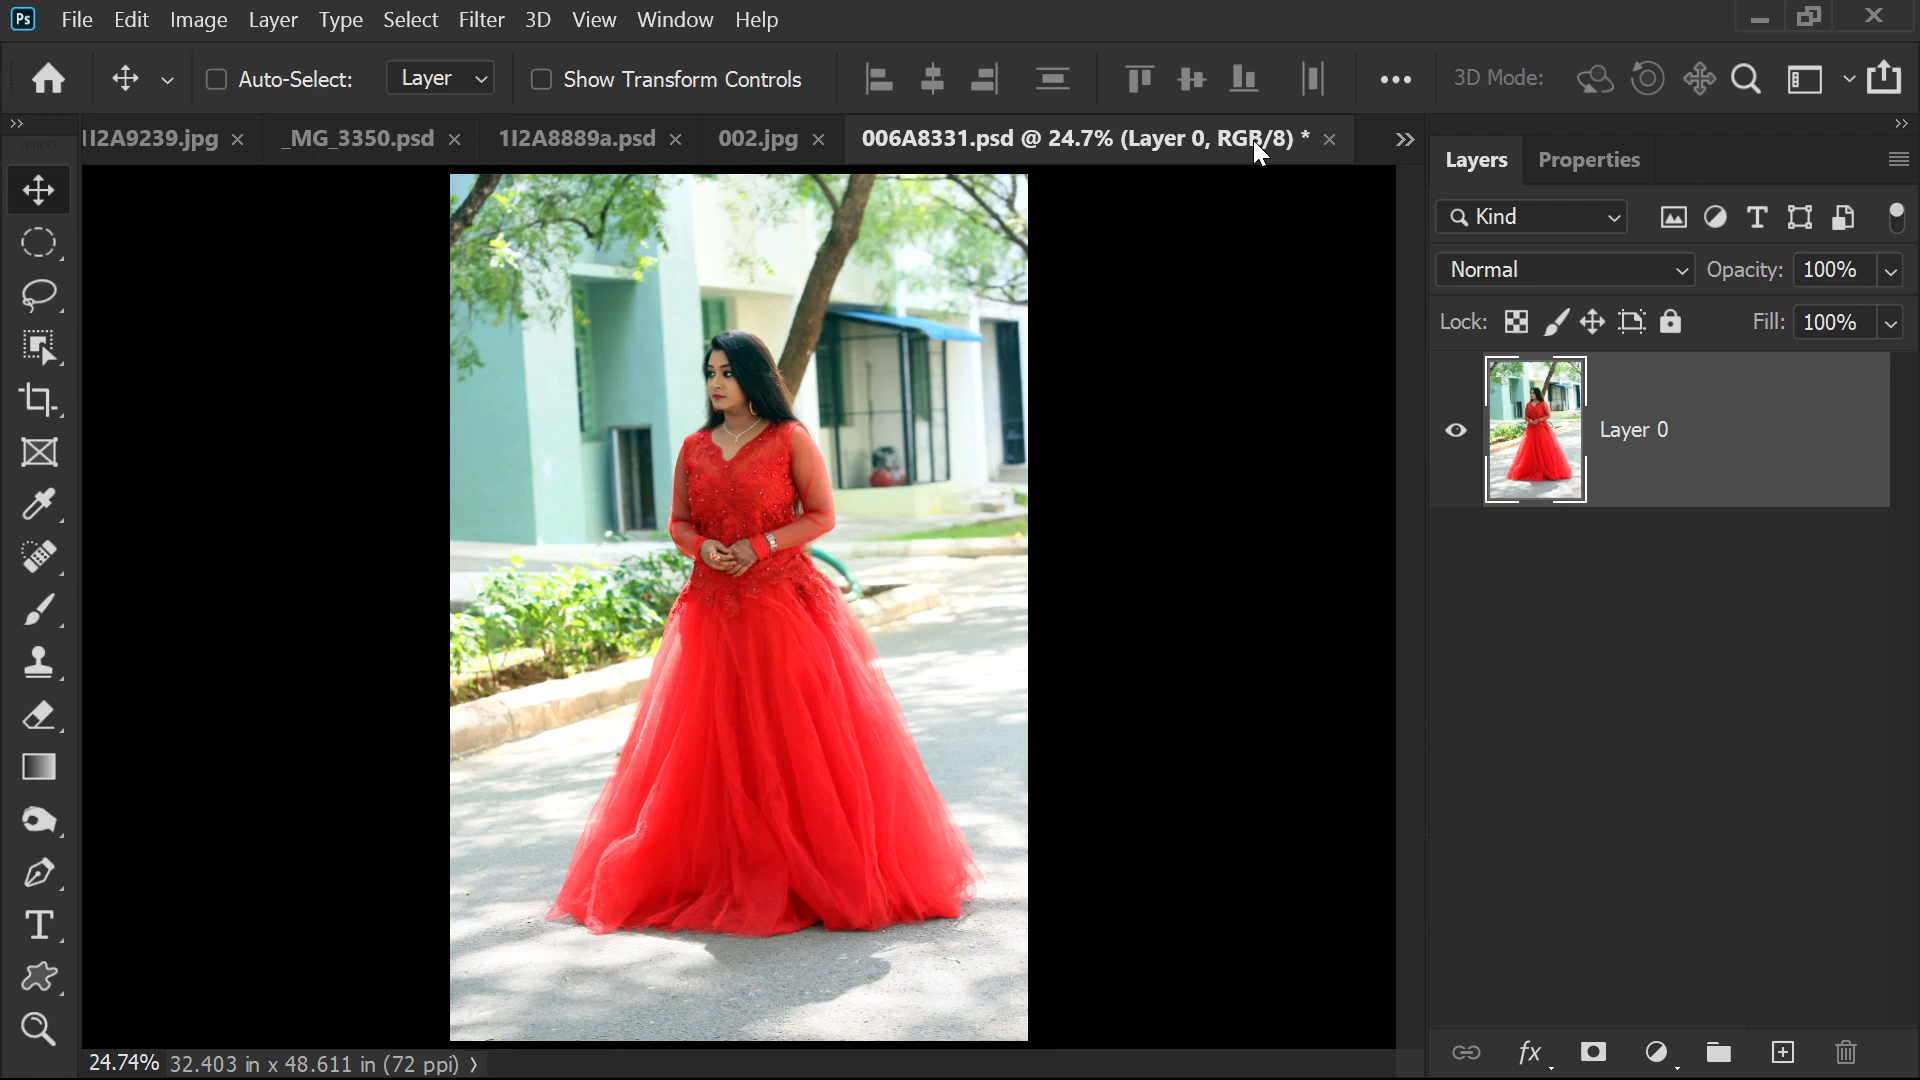 Ps File Edit Image Layer Type Select Filter 3D View Window Help
Auto-Select: Layer Show Transform Controls 3D Mode:
1I2A9239.jpg _MG_3350.psd 1I2A8889a.psd 002.jpg 006A8331.psd @ 24.7% (Layer 0, RGB/8) *
Layers Properties
Kind
Normal Opacity: 100%
Lock: Fill: 100%
Layer 0
fx
24.74% 32.403 in x 48.611 in (72 ppi)